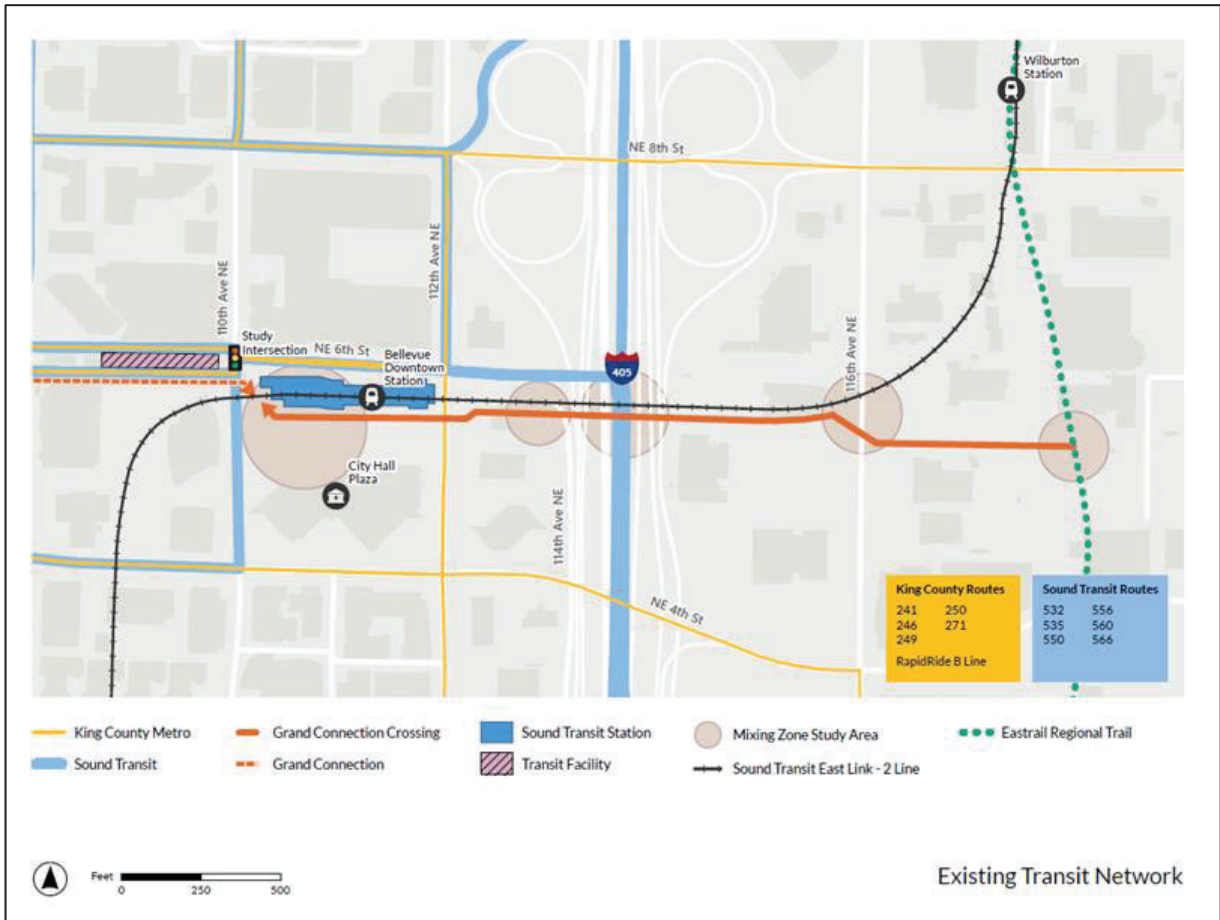 Wilburton
Station
NE 8th St
110th Ave NE
112th Ave NE
Study
Intersection
NE 6th St
Bellevue
Downtown
Station
405
116th Ave NE
City Hall
Plaza
114th Ave NE
NE 4th St
King County Routes
241 250
246 271
249
RapidRide B Line
Sound Transit Routes
532 556
535 560
550 566
King County Metro
Grand Connection Crossing
Sound Transit Station
Mixing Zone Study Area
Eastrail Regional Trail
Sound Transit
Grand Connection
Transit Facility
Sound Transit East Link - 2 Line
Feet
0 250 500
Existing Transit Network